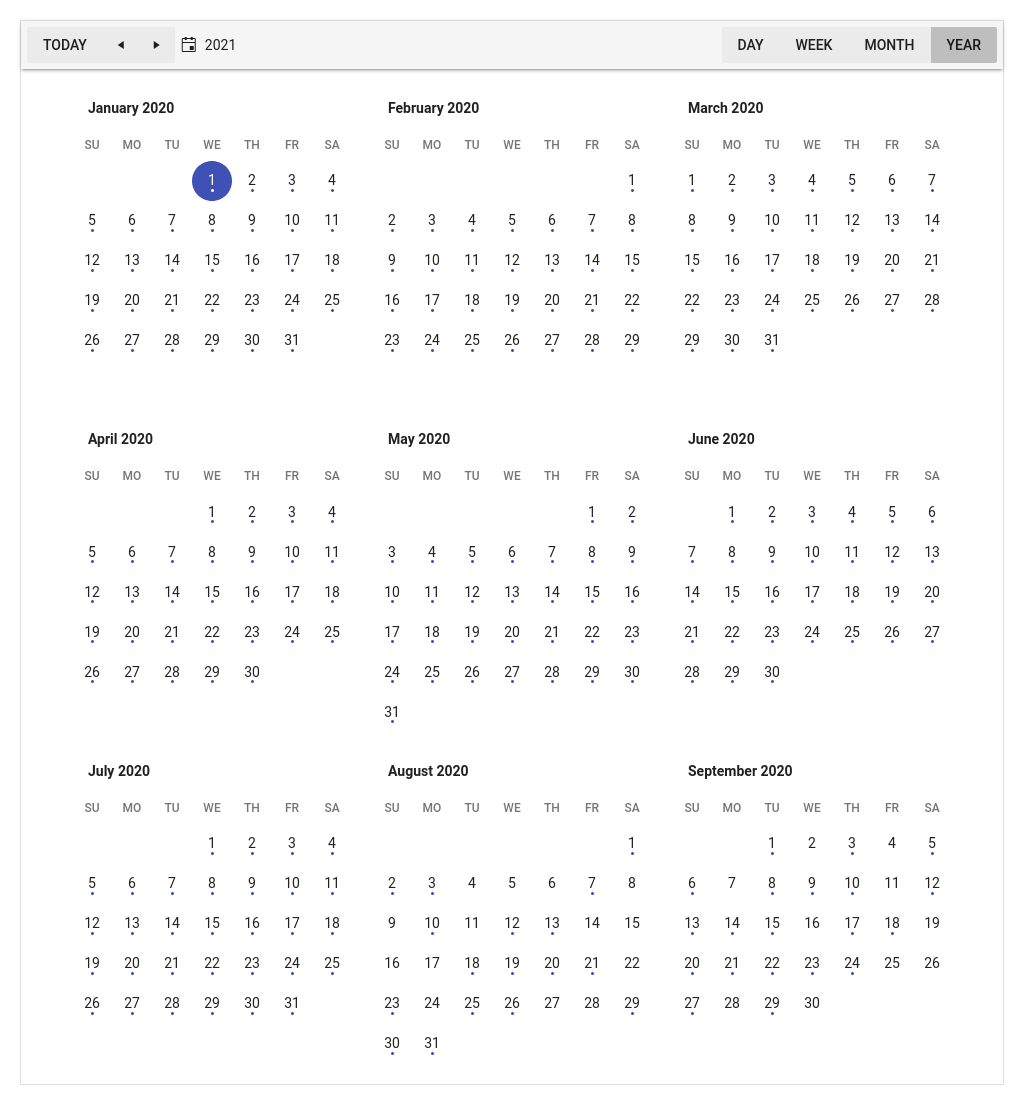 TODAY 2021 DAY WEEK MONTH YEAR
January 2020 February 2020 March 2020
SU MO TU WE TH FR SA SU MO TU WE TH FR SA SU MO TU WE TH FR SA
1 2 3 4 1 1 2 3 4 5 6 7
5 6 7 8 9 10 11 2 3 4 5 6 7 8 8 9 10 11 12 13 14
12 13 14 15 16 17 18 9 10 11 12 13 14 15 15 16 17 18 19 20 21
19 20 21 22 23 24 25 16 17 18 19 20 21 22 22 23 24 25 26 27 28
26 27 28 29 30 31 23 24 25 26 27 28 29 29 30 31
April 2020 May 2020 June 2020
SU MO TU WE TH FR SA SU MO TU WE TH FR SA SU MO TU WE TH FR SA
1 2 3 4 1 2 1 2 3 4 5 6
5 6 7 8 9 10 11 3 4 5 6 7 8 9 7 8 9 10 11 12 13
12 13 14 15 16 17 18 10 11 12 13 14 15 16 14 15 16 17 18 19 20
19 20 21 22 23 24 25 17 18 19 20 21 22 23 21 22 23 24 25 26 27
26 27 28 29 30 24 25 26 27 28 29 30 28 29 30
31
July 2020 August 2020 September 2020
SU MO TU WE TH FR SA SU MO TU WE TH FR SA SU MO TU WE TH FR SA
1 2 3 4 1 1 2 3 4 5
5 6 7 8 9 10 11 2 3 4 5 6 7 8 6 7 8 9 10 11 12
12 13 14 15 16 17 18 9 10 11 12 13 14 15 13 14 15 16 17 18 19
19 20 21 22 23 24 25 16 17 18 19 20 21 22 20 21 22 23 24 25 26
26 27 28 29 30 31 23 24 25 26 27 28 29 27 28 29 30
30 31